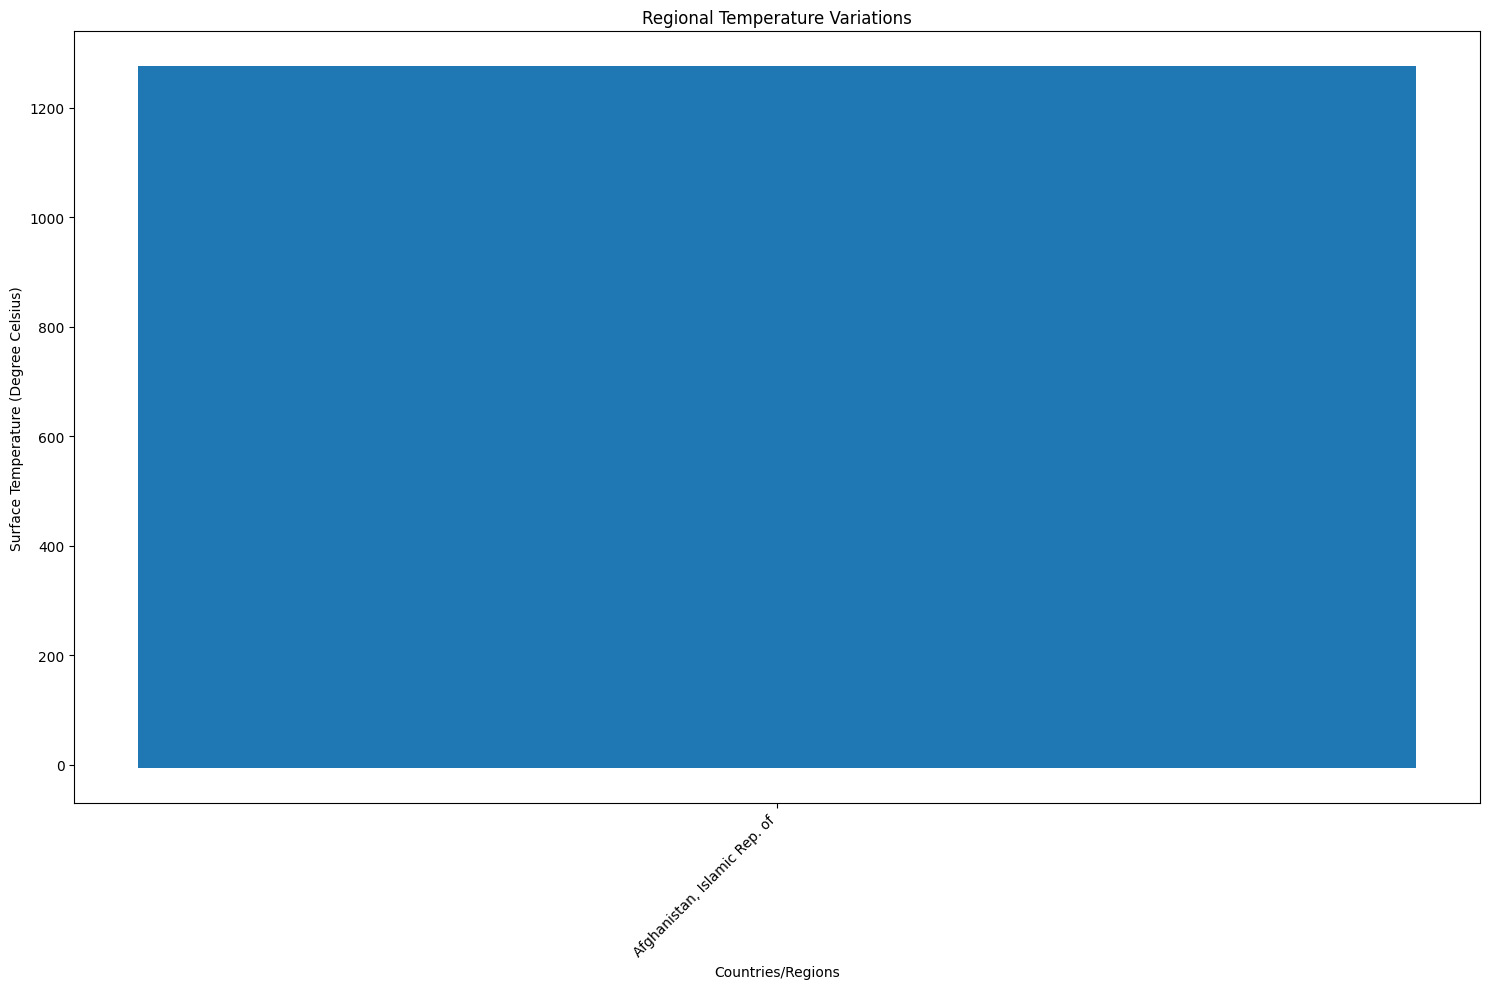 Regional Temperature Variations
1200
1000
800
600
400
200
0
Surface Temperature (Degree Celsius)
Afghanistan, Islamic Rep. of
Countries/Regions